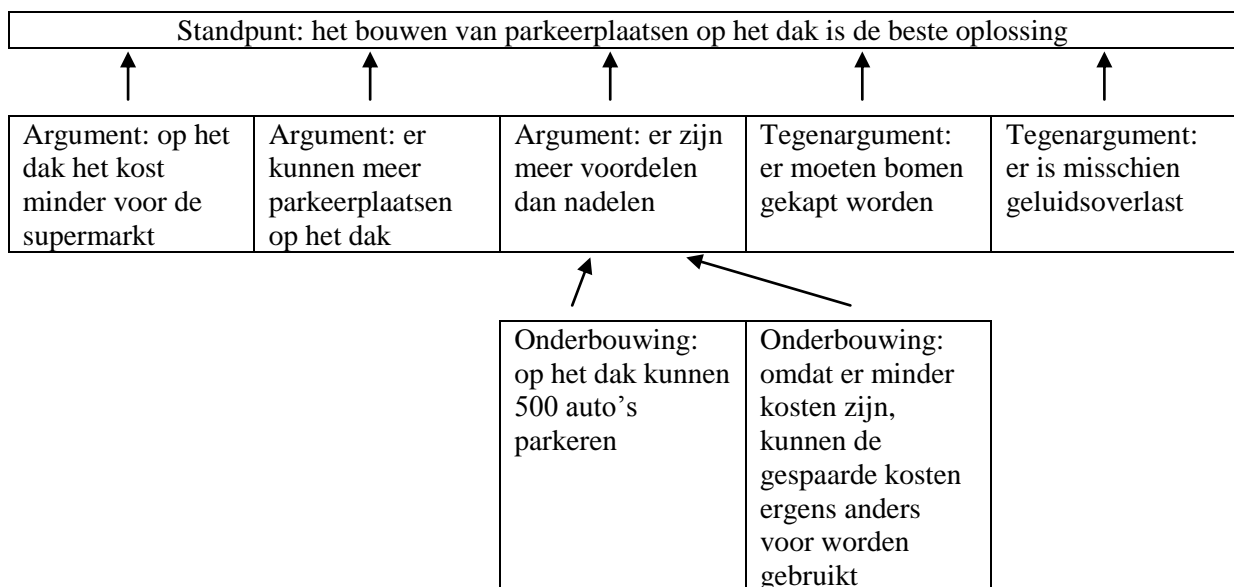 Standpunt: het bouwen van parkeerplaatsen op het dak is de beste oplossing
Argument: op het
dak het kost
minder voor de
supermarkt
Argument: er
kunnen meer
parkeerplaatsen
op het dak
Argument: er zijn
meer voordelen
dan nadelen
Tegenargument:
er moeten bomen
gekapt worden
Tegenargument:
er is misschien
geluidsoverlast
Onderbouwing:
op het dak kunnen
500 auto’s
parkeren
Onderbouwing:
omdat er minder
kosten zijn,
kunnen de
gespaarde kosten
ergens anders
voor worden
gebruikt